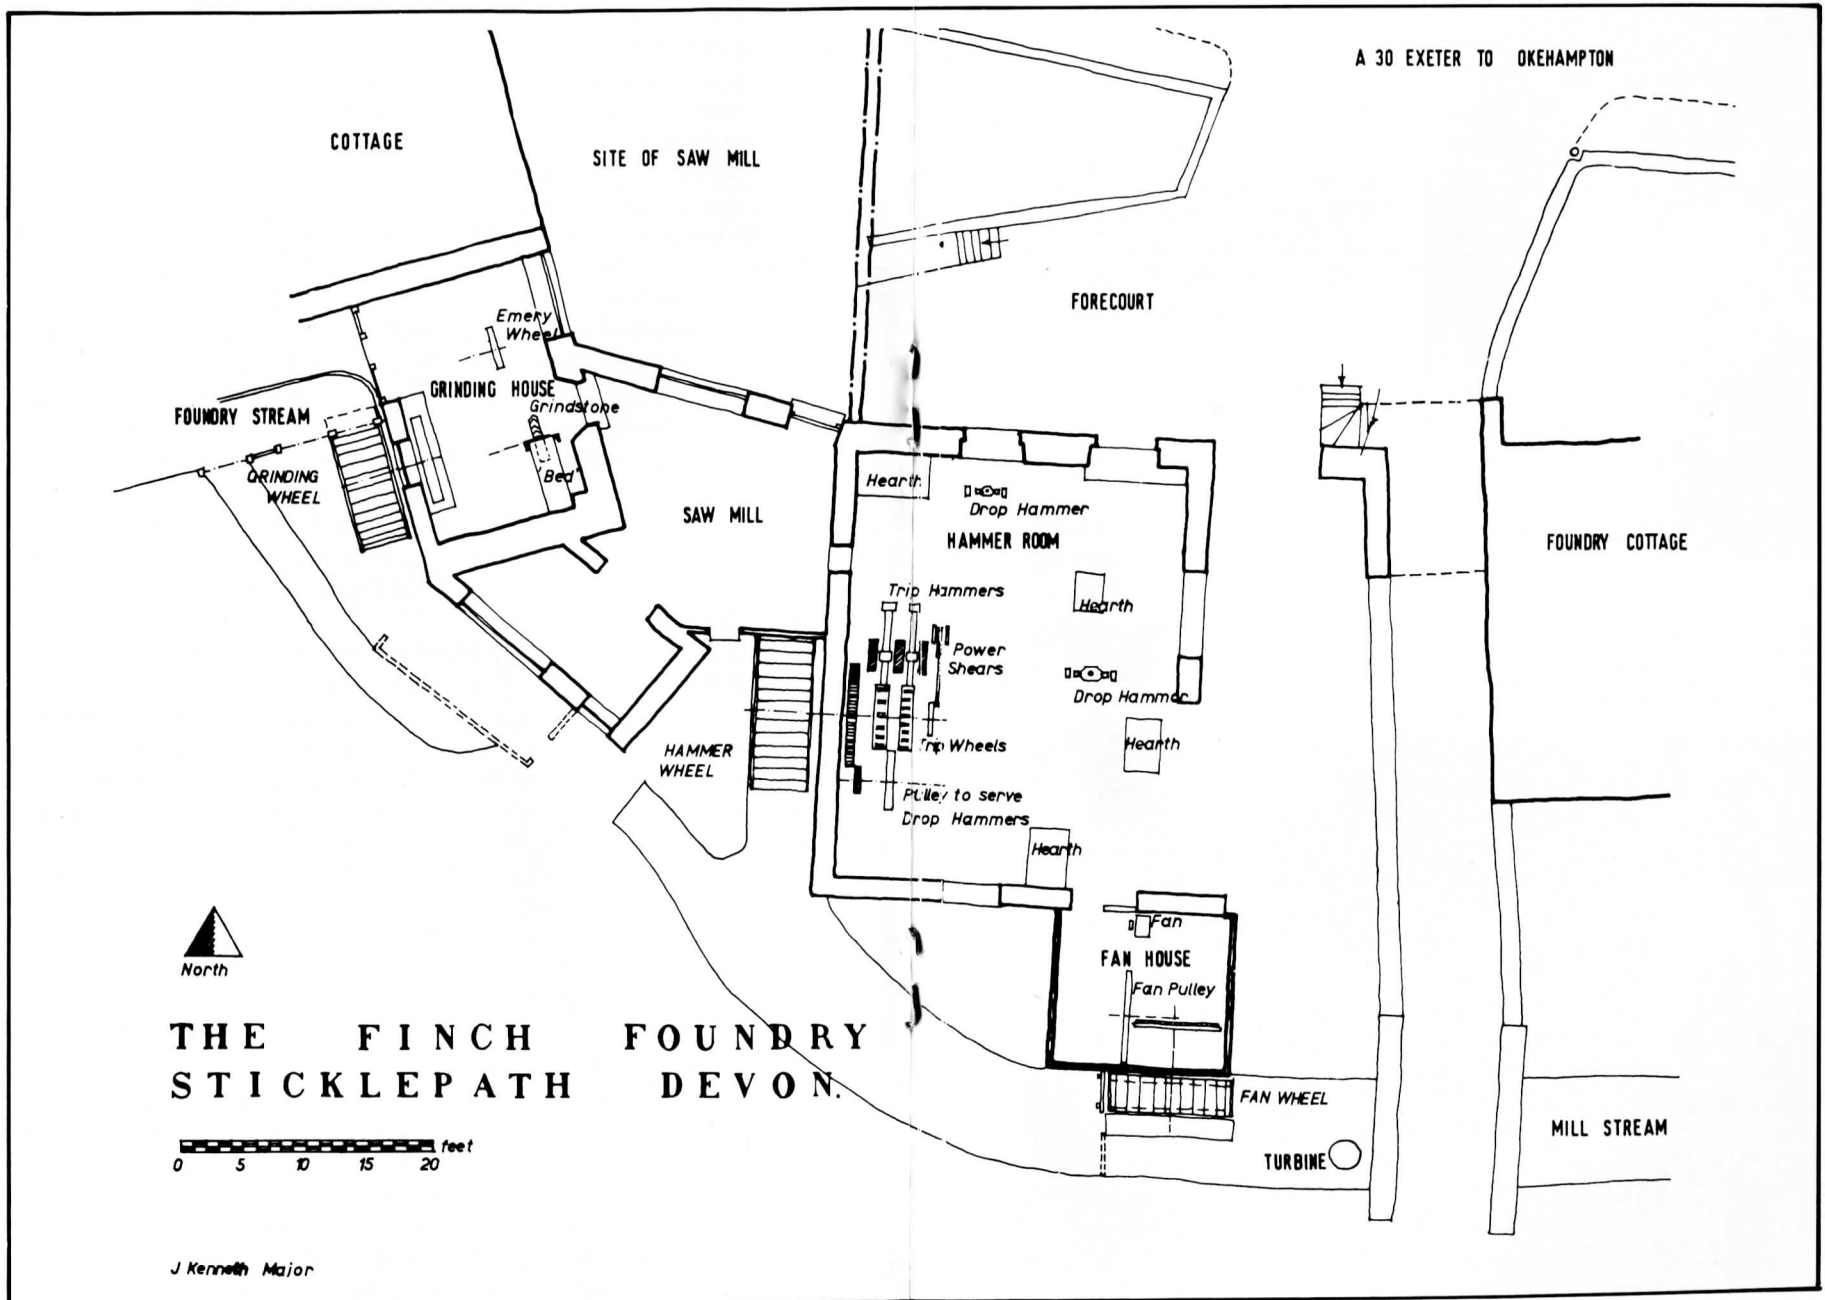 A 30 EXETER TO OKEHAMPTON
COTTAGE
SITE OF SAW MILL
FORECOURT
Emery
Wheel
GRINDING HOUSE
Grindstone
FOUNDRY STREAM
GRINDING
WHEEL
'Bed'
SAW MILL
Hearth
Drop Hammer
HAMMER ROOM
FOUNDRY COTTAGE
Trip Hammers
Hearth
Power
Shears
Drop Hammer
HAMMER
WHEEL
Trip Wheels
Hearth
Pulley to serve
Drop Hammers
Hearth
Fan
FAN HOUSE
Fan Pulley
North
THE FINCH FOUNDRY
STICKLEPATH DEVON.
FAN WHEEL
MILL STREAM
TURBINE
feet
0 5 10 15 20
J Kenneth Major